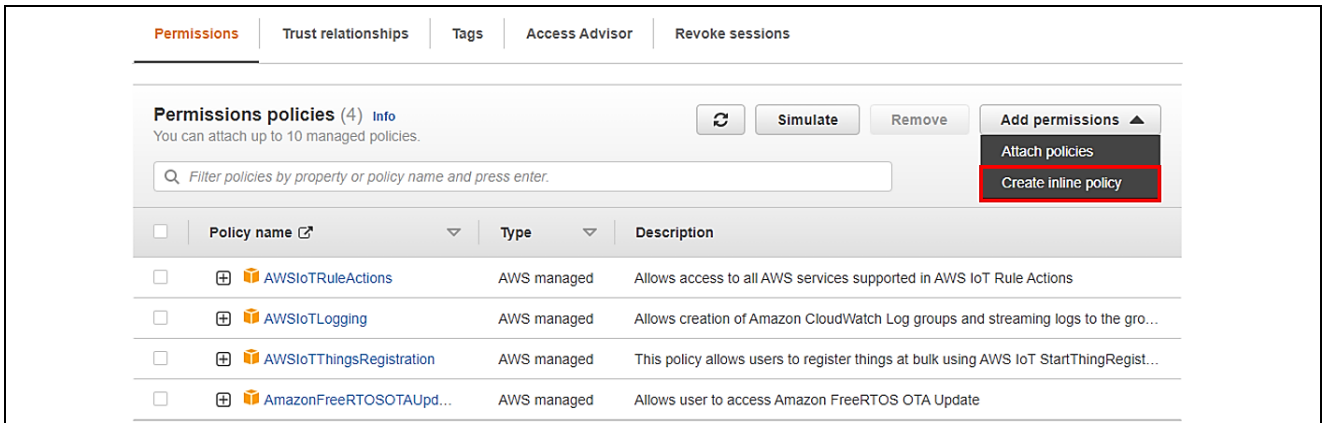 Permissions Trust relationships Tags Access Advisor Revoke sessions
Permissions policies (4) Info
You can attach up to 10 managed policies.
Simulate Remove Add permissions
Attach policies
Create inline policy
Filter policies by property or policy name and press enter.
Policy name Type Description
AWSIoTRuleActions AWS managed Allows access to all AWS services supported in AWS IoT Rule Actions
AWSIoTLogging AWS managed Allows creation of Amazon CloudWatch Log groups and streaming logs to the gro...
AWSIoTThingsRegistration AWS managed This policy allows users to register things at bulk using AWS IoT StartThingRegist...
AmazonFreeRTOSOTAUpd... AWS managed Allows user to access Amazon FreeRTOS OTA Update